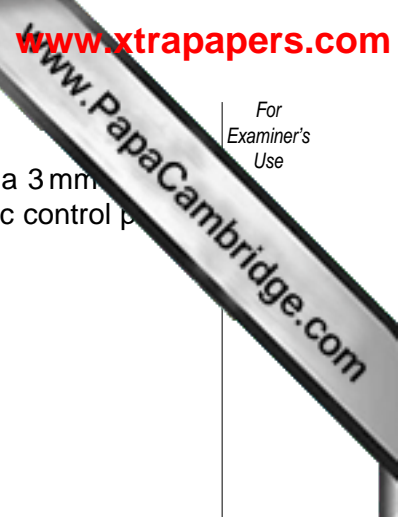 www.xtrapapers.com
www.PapaCambridge.com
For
Examiner's
Use
a 3 mm
c control p